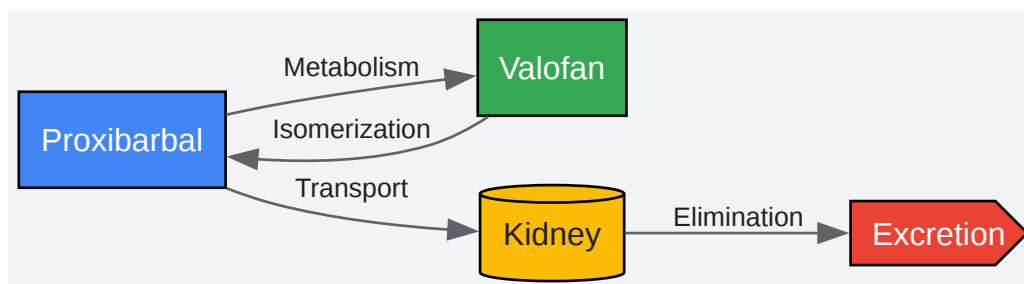 Metabolism
Valofan
Proxibarbal
Isomerization
Transport
Kidney
Elimination
Excretion